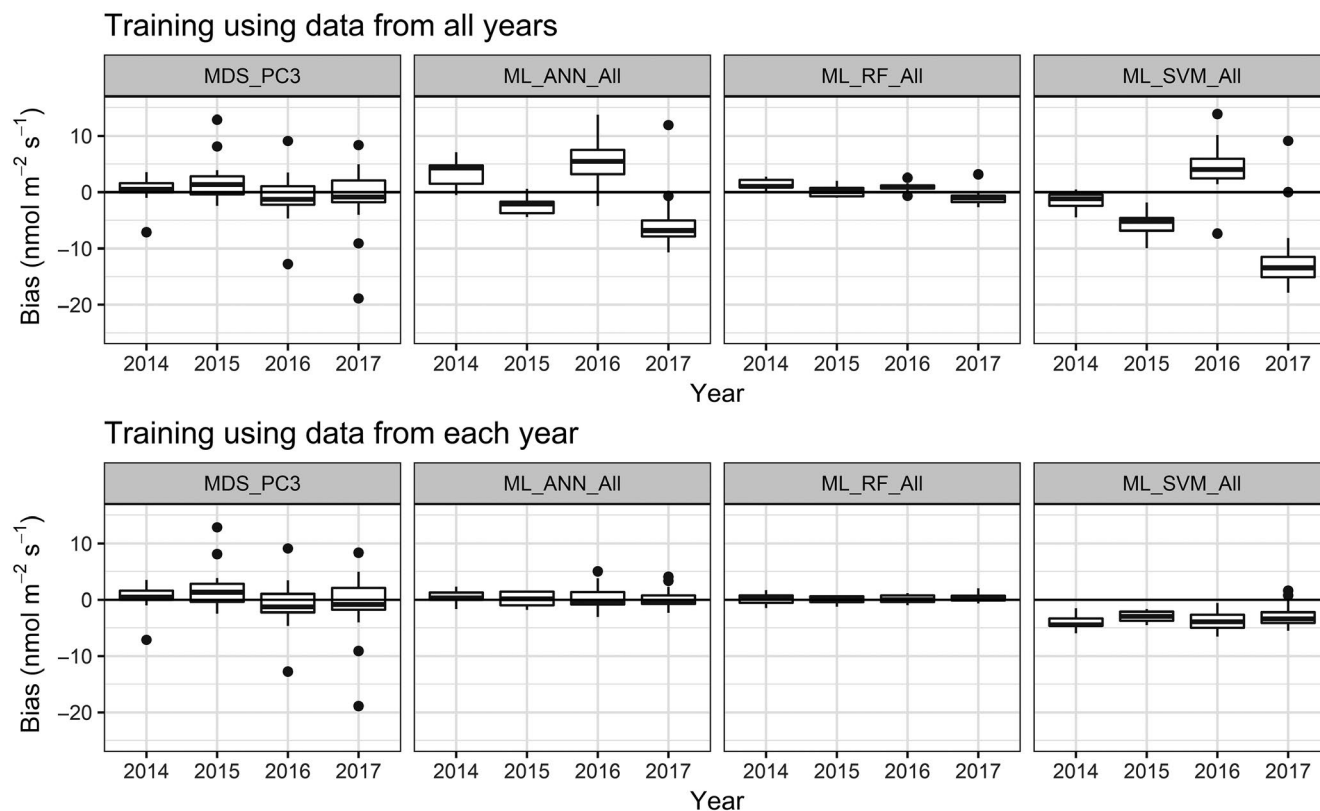 Training using data from all years
MDS_PC3 ML_ANN_All ML_RF_All ML_SVM_All
Bias (nmol m−2 s−1)
10
0
−10
−20
2014 2015 2016 2017 2014 2015 2016 2017 2014 2015 2016 2017 2014 2015 2016 2017
Year
Training using data from each year
MDS_PC3 ML_ANN_All ML_RF_All ML_SVM_All
Bias (nmol m−2 s−1)
10
0
−10
−20
2014 2015 2016 2017 2014 2015 2016 2017 2014 2015 2016 2017 2014 2015 2016 2017
Year